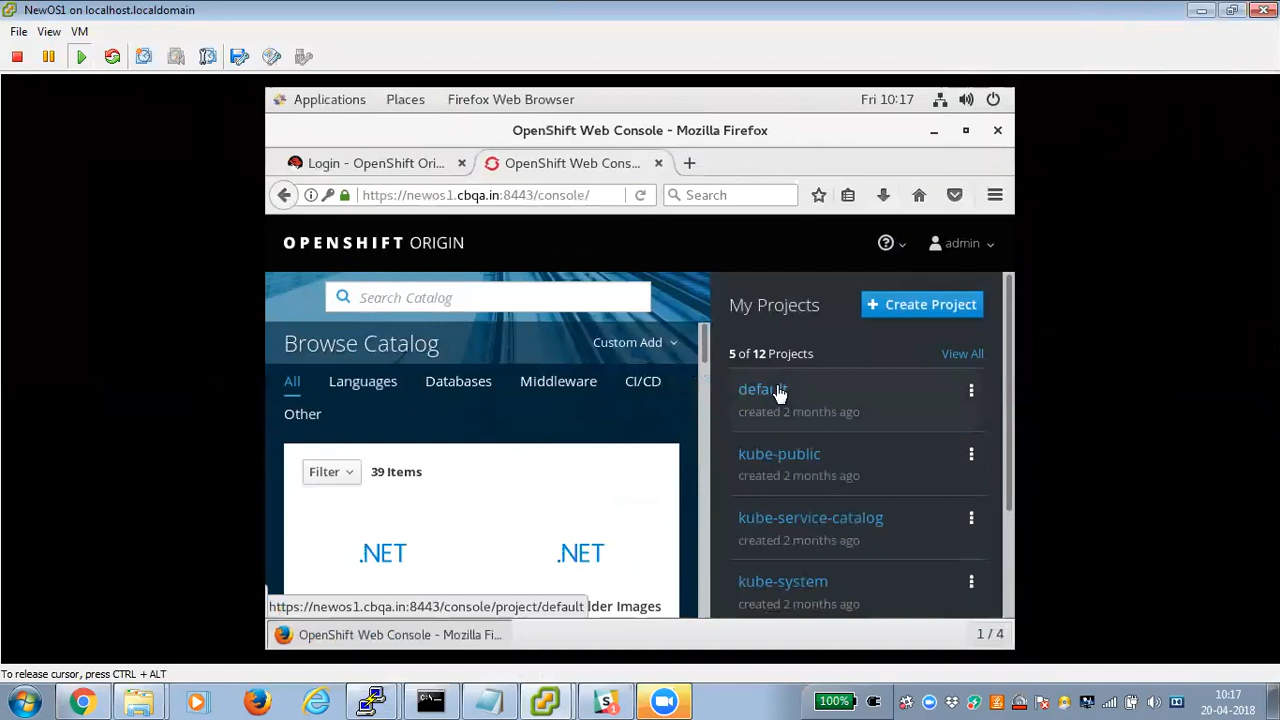 NewOS1 on localhost.localdomain
File View VM
Applications Places Firefox Web Browser Fri 10:17
OpenShift Web Console - Mozilla Firefox
Login - OpenShift Ori...
OpenShift Web Cons...
https://newos1.cbqa.in:8443/console/
Search
OPENSHIFT ORIGIN
admin
Search Catalog
Browse Catalog
Custom Add
All Languages Databases Middleware CI/CD
Other
Filter
39 Items
.NET
.NET
lder Images
My Projects
Create Project
5 of 12 Projects
View All
default
created 2 months ago
kube-public
created 2 months ago
kube-service-catalog
created 2 months ago
kube-system
created 2 months ago
https://newos1.cbqa.in:8443/console/project/default
OpenShift Web Console - Mozilla Fi...
1 / 4
To release cursor, press CTRL + ALT
100%
10:17
20-04-2018